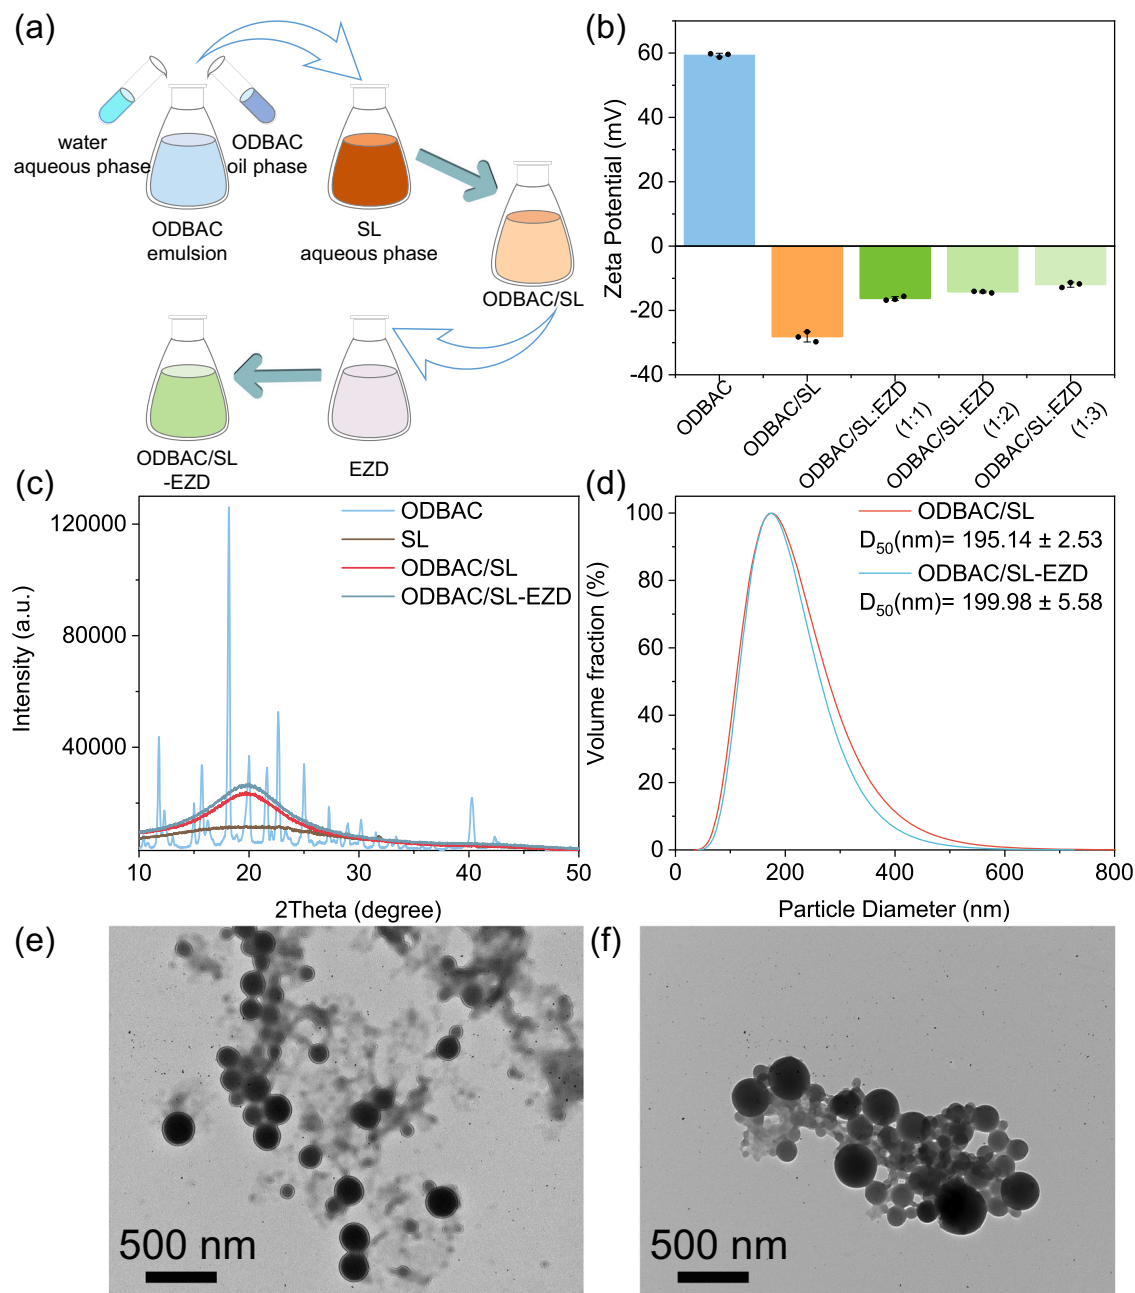 (a)
water
aqueous phase
ODBAC
oil phase
ODBAC
emulsion
SL
aqueous phase
ODBAC/SL
ODBAC/SL
-EZD
EZD
(b)
Zeta Potential (mV)
60
40
20
0
-20
-40
ODBAC
ODBAC/SL
ODBAC/SL:EZD
(1:1)
ODBAC/SL:EZD
(1:2)
ODBAC/SL:EZD
(1:3)
(c)
Intensity (a.u.)
120000
80000
40000
ODBAC
SL
ODBAC/SL
ODBAC/SL-EZD
10 20 30 40 50
2Theta (degree)
(d)
Volume fraction (%)
100
80
60
40
20
0
ODBAC/SL
D₅₀(nm)= 195.14 ± 2.53
ODBAC/SL-EZD
D₅₀(nm)= 199.98 ± 5.58
0 200 400 600 800
Particle Diameter (nm)
(e)
500 nm
(f)
500 nm